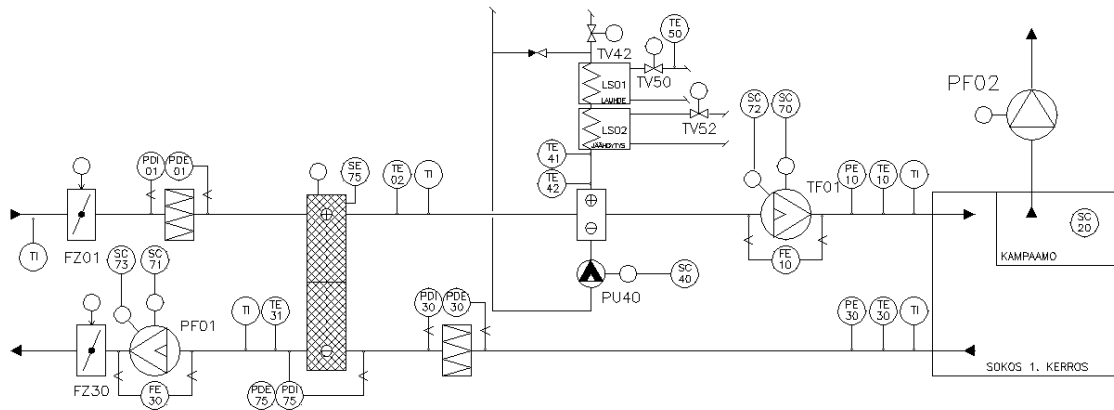 TE
50
TV42
TV50
LS01
LAUHDE
LS02
JÄÄHDYTYS
TV52
PF02
SC
72
SC
70
TE
41
TE
42
PDI
01
PDE
01
SE
75
TE
02
TI
TF01
PE
10
TE
10
TI
SC
20
KAMPAAMO
TI
FZ01
FE
10
SC
73
SC
71
PU40
SC
40
PF01
TI
TE
31
PDI
30
PDE
30
PE
30
TE
30
TI
FZ30
FE
30
PDE
75
PDI
75
SOKOS 1. KERROS